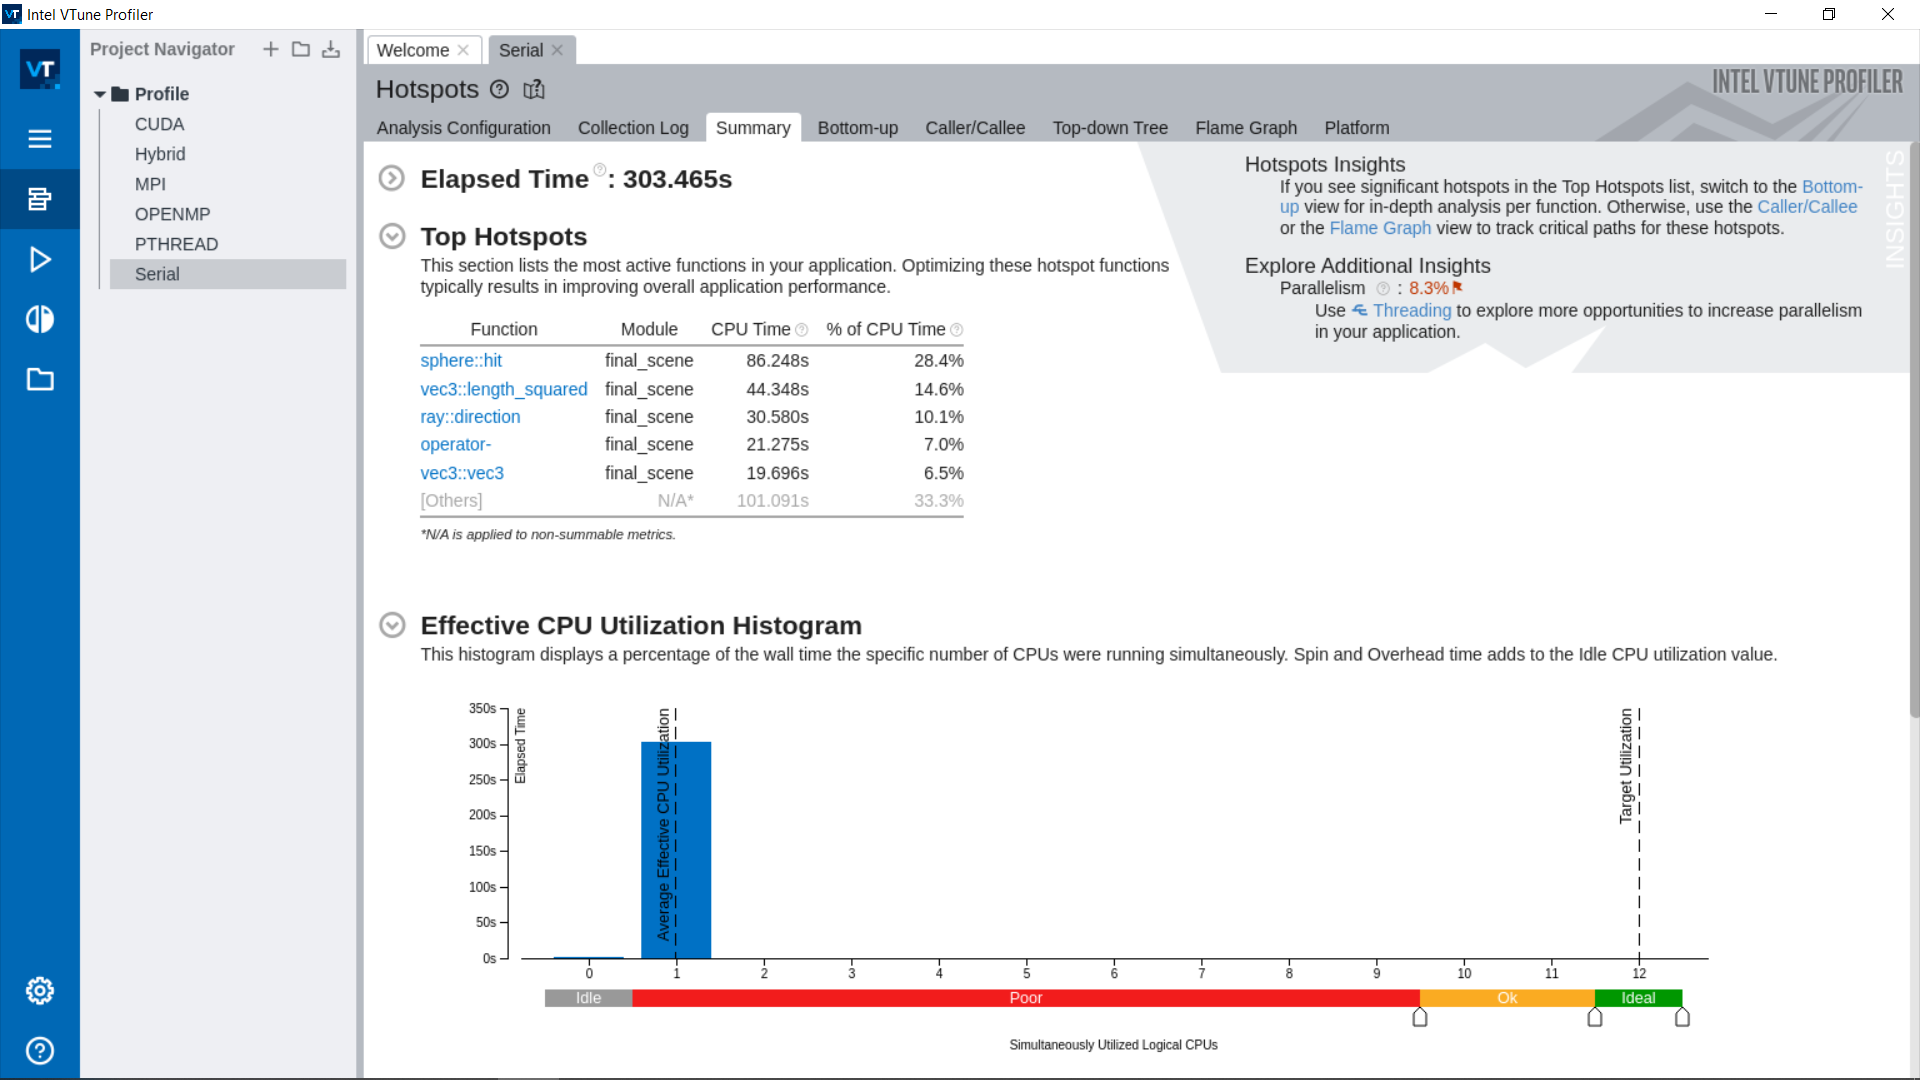 VT Intel VTune Profiler
VT
Project Navigator
Profile
CUDA
Hybrid
MPI
OPENMP
PTHREAD
Serial
Welcome
Serial
Hotspots
INTEL VTUNE PROFILER
Analysis Configuration Collection Log Summary Bottom-up Caller/Callee Top-down Tree Flame Graph Platform
Elapsed Time : 303.465s
Top Hotspots
This section lists the most active functions in your application. Optimizing these hotspot functions
typically results in improving overall application performance.
Function Module CPU Time % of CPU Time
sphere::hit final_scene 86.248s 28.4%
vec3::length_squared final_scene 44.348s 14.6%
ray::direction final_scene 30.580s 10.1%
operator- final_scene 21.275s 7.0%
vec3::vec3 final_scene 19.696s 6.5%
[Others] N/A* 101.091s 33.3%
*N/A is applied to non-summable metrics.
Hotspots Insights
If you see significant hotspots in the Top Hotspots list, switch to the Bottom-
up view for in-depth analysis per function. Otherwise, use the Caller/Callee
or the Flame Graph view to track critical paths for these hotspots.
Explore Additional Insights
Parallelism : 8.3%
Use Threading to explore more opportunities to increase parallelism
in your application.
INSIGHTS
Effective CPU Utilization Histogram
This histogram displays a percentage of the wall time the specific number of CPUs were running simultaneously. Spin and Overhead time adds to the Idle CPU utilization value.
350s
300s
250s
200s
150s
100s
50s
0s
Elapsed Time
Average Effective CPU Utilization
Target Utilization
0 1 2 3 4 5 6 7 8 9 10 11 12
Idle Poor Ok Ideal
Simultaneously Utilized Logical CPUs